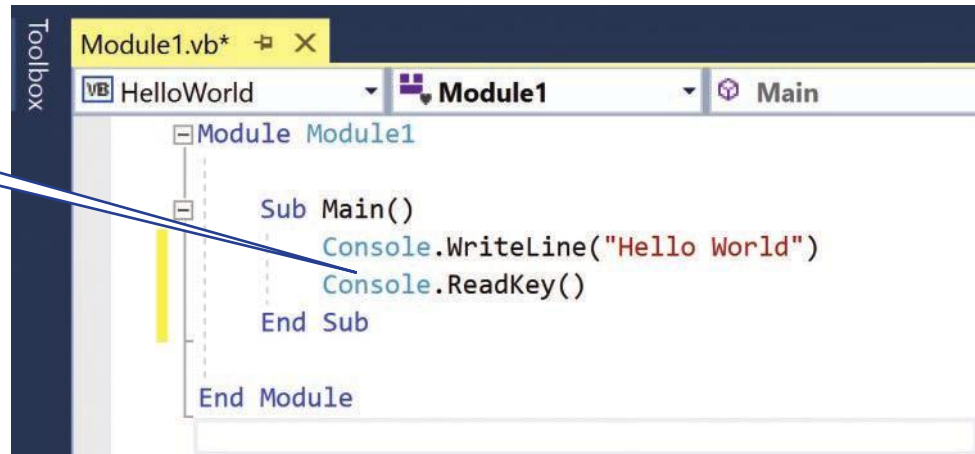 Toolbox
Module1.vb*
VB HelloWorld Module1 Main
Module Module1
Sub Main()
Console.WriteLine("Hello World")
Console.ReadKey()
End Sub
End Module